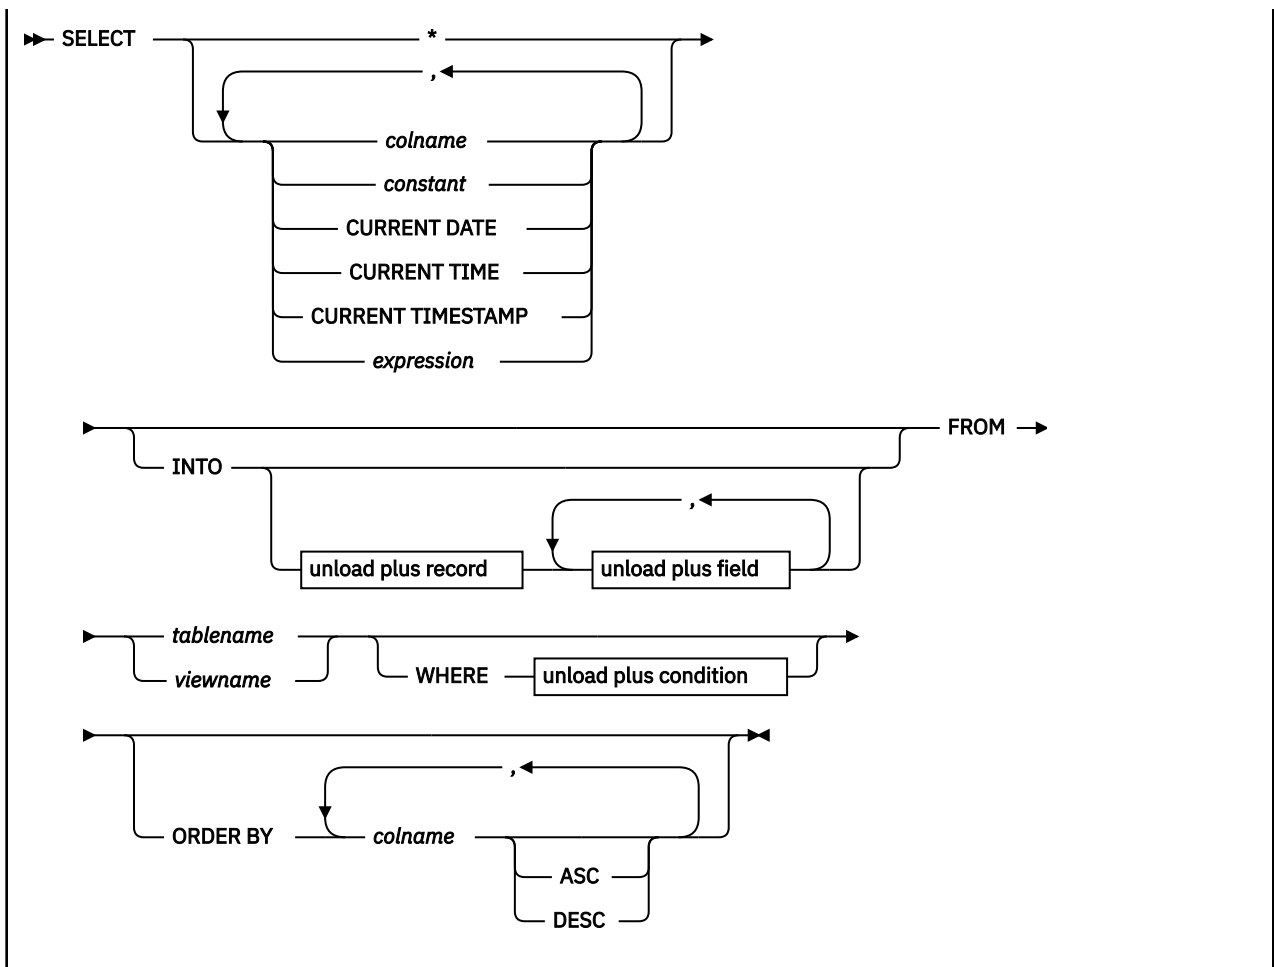 SELECT *
,
colname
constant
CURRENT DATE
CURRENT TIME
CURRENT TIMESTAMP
expression
FROM
INTO
,
unload plus record unload plus field
tablename
viewname WHERE unload plus condition
,
ORDER BY colname
ASC
DESC